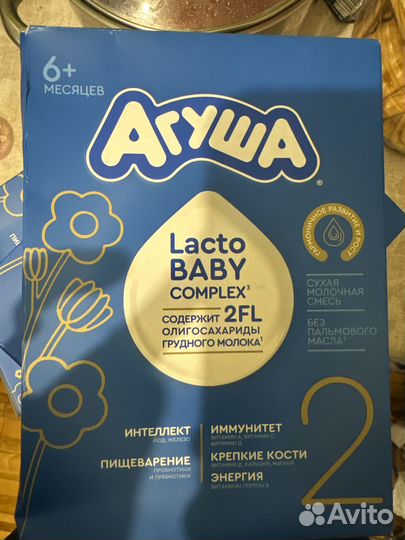 6+
МЕСЯЦЕВ
АГУША
®
ГАРМОНИЧНОЕ РАЗВИТИЕ И РОСТ
Lacto
BABY
COMPLEX³
СОДЕРЖИТ 2FL
ОЛИГОСАХАРИДЫ
ГРУДНОГО МОЛОКА¹
СУХАЯ
МОЛОЧНАЯ
СМЕСЬ
БЕЗ
ПАЛЬМОВОГО
МАСЛА
ИНТЕЛЛЕКТ
ЙОД, ЖЕЛЕЗО
ИММУНИТЕТ
ВИТАМИН А, ВИТАМИН С,
ВИТАМИН Д
ПИЩЕВАРЕНИЕ
ПРОБИОТИКИ
И ПРЕБИОТИКИ
КРЕПКИЕ КОСТИ
ВИТАМИН Д, КАЛЬЦИЙ, МАГНИЙ
ЭНЕРГИЯ
ВИТАМИНЫ ГРУППЫ В
2
Avito